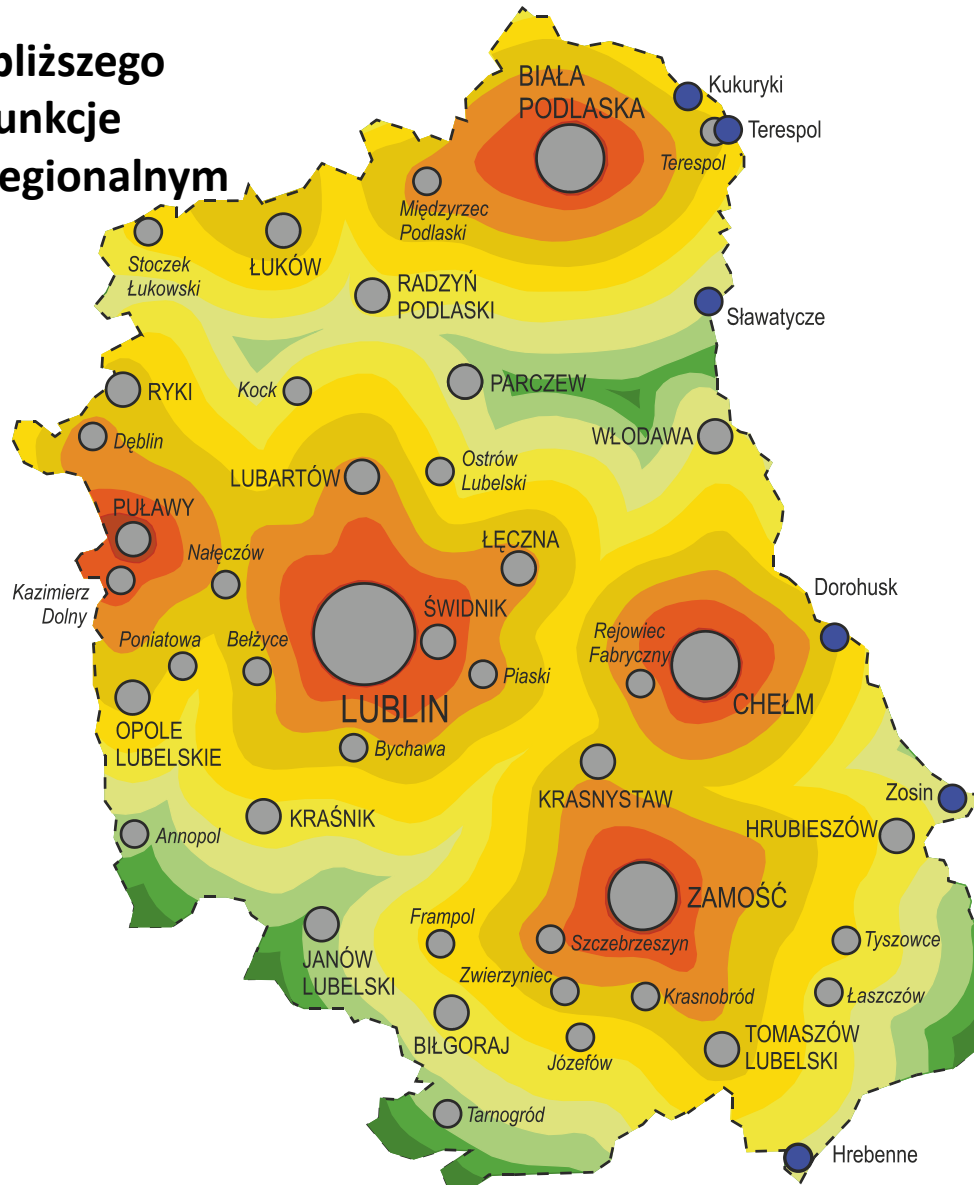 bliższego
unkcje
egionalnym
BIAŁA
PODLASKA
Kukuryki
Terespol
Terespol
Międzyrzec
Podlaski
Stoczek
Łukowski
ŁUKÓW
RADZYŃ
PODLASKI
Sławatycze
RYKI
Kock
PARCZEW
Dęblin
WŁODAWA
LUBARTÓW
Ostrów
Lubelski
PUŁAWY
Nałęczów
ŁĘCZNA
Kazimierz
Dolny
Dorohusk
ŚWIDNIK
Poniatowa
Bełżyce
Rejowiec
Fabryczny
Piaski
LUBLIN
CHEŁM
OPOLE
LUBELSKIE
Bychawa
KRASNYSTAW
Zosin
KRAŚNIK
HRUBIESZÓW
Annopol
ZAMOŚĆ
Frampol
Szczebrzeszyn
Tyszowce
JANÓW
LUBELSKI
Zwierzyniec
Krasnobród
Łaszczów
BIŁGORAJ
Józefów
TOMASZÓW
LUBELSKI
Tarnogród
Hrebenne